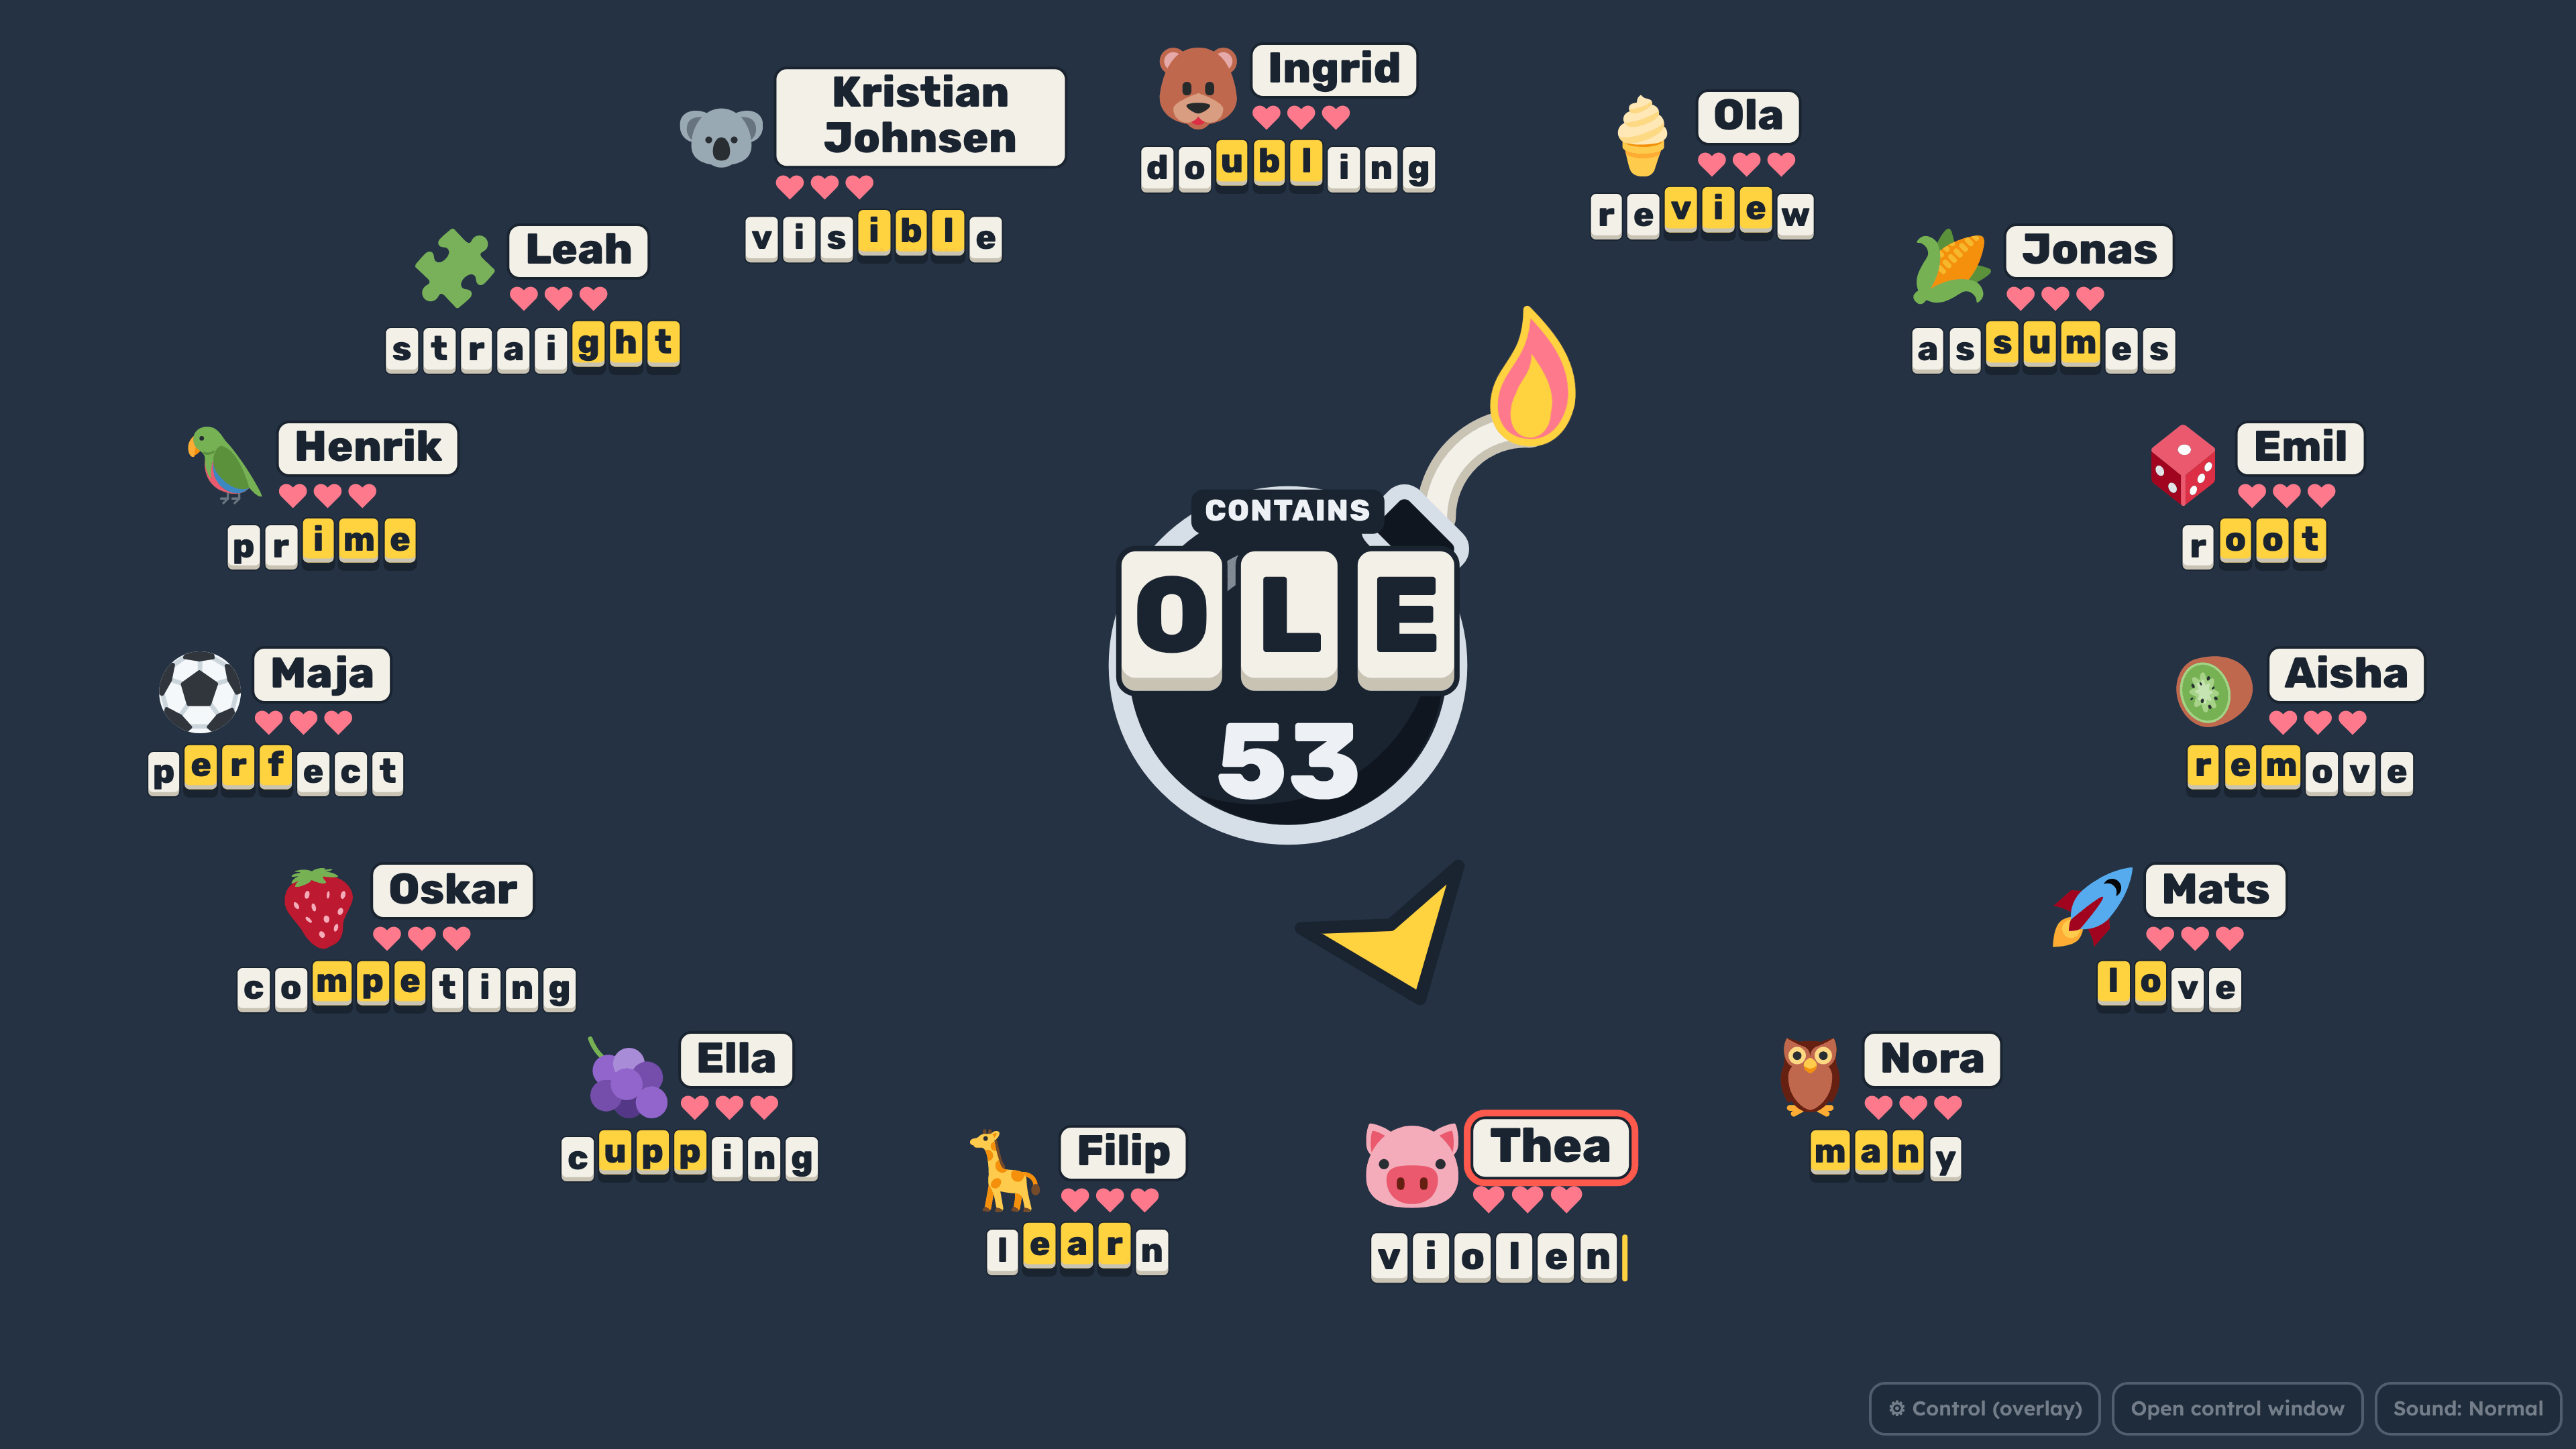 Kristian
Johnsen
visible
Ingrid
doubling
Ola
review
Leah
straight
Jonas
assumes
Henrik
prime
Emil
root
CONTAINS
OLE
53
Maja
perfect
Aisha
remove
Oskar
competing
Mats
love
Ella
cupping
Nora
many
Filip
learn
Thea
violen
⚙ Control (overlay)
Open control window
Sound: Normal